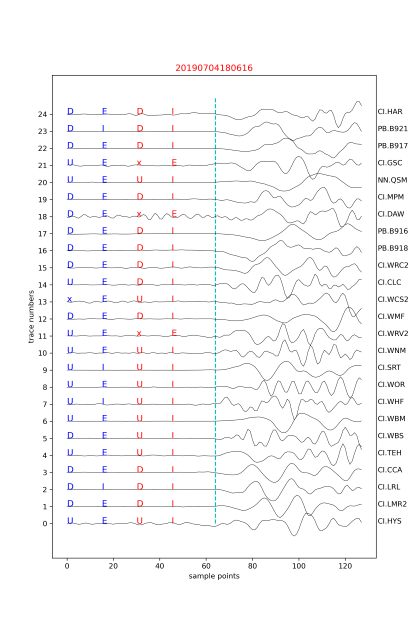 20190704180616
24 D E D I CI.HAR
23 D I D I PB.B921
22 D E D I PB.B917
21 U E x E CI.GSC
20 U E U I NN.QSM
19 D E D I CI.MPM
18 D E x E CI.DAW
17 D E D I PB.B916
16 D E D I PB.B918
15 D E D I CI.WRC2
14 U E D I CI.CLC
13 x E U I CI.WCS2
12 D E D I CI.WMF
11 U E x E CI.WRV2
10 U E U I CI.WNM
9 U I U I CI.SRT
8 U E U I CI.WOR
7 U I U I CI.WHF
6 U E U I CI.WBM
5 D E U I CI.WBS
4 U E U I CI.TEH
3 D E D I CI.CCA
2 D I D I CI.LRL
1 D E D I CI.LMR2
0 U E U I CI.HYS
trace numbers
0 20 40 60 80 100 120
sample points